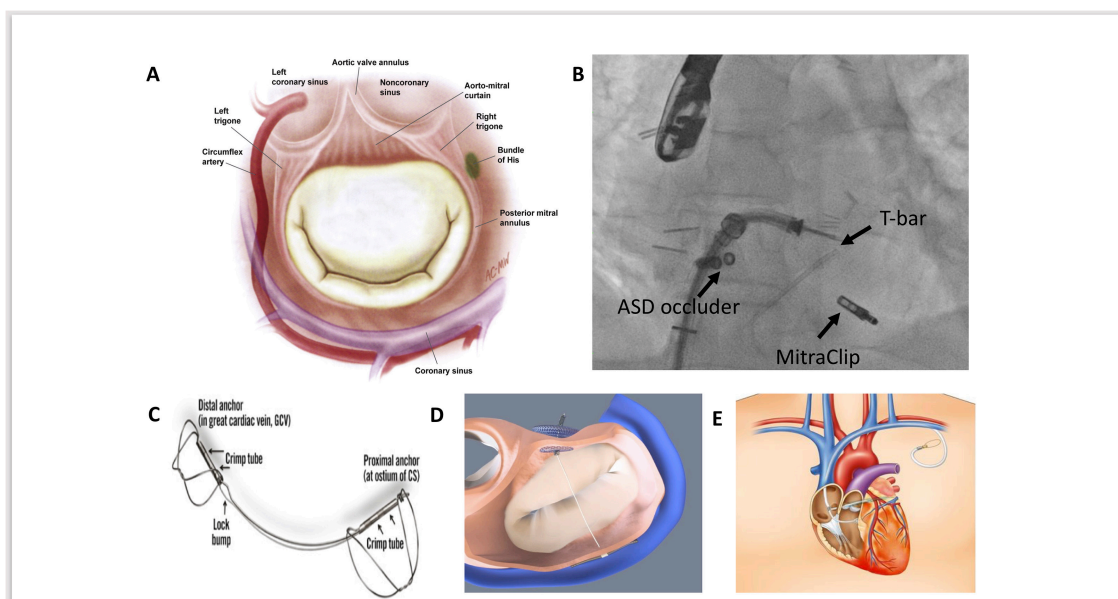 A
Aortic valve annulus
Left
coronary sinus
Noncoronary
sinus
Aorto-mitral
curtain
Left
trigone
Right
trigone
Circumflex
artery
Bundle
of His
Posterior mitral
annulus
AC-MW
Coronary sinus
B
T-bar
ASD occluder
MitraClip
C
Distal anchor
(in great cardiac vein, GCV)
Crimp tube
Proximal anchor
(at ostium of CS)
Lock
bump
Crimp tube
D
E